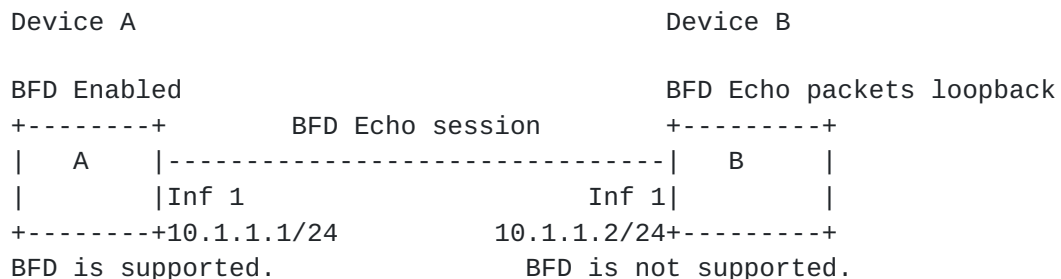 Device A                                  Device B

BFD Enabled                               BFD Echo packets loopback
+--------+        BFD Echo session        +---------+
|   A    |--------------------------------|   B     |
|        |Inf 1                      Inf 1|         |
+--------+10.1.1.1/24          10.1.1.2/24+---------+
BFD is supported.                BFD is not supported.